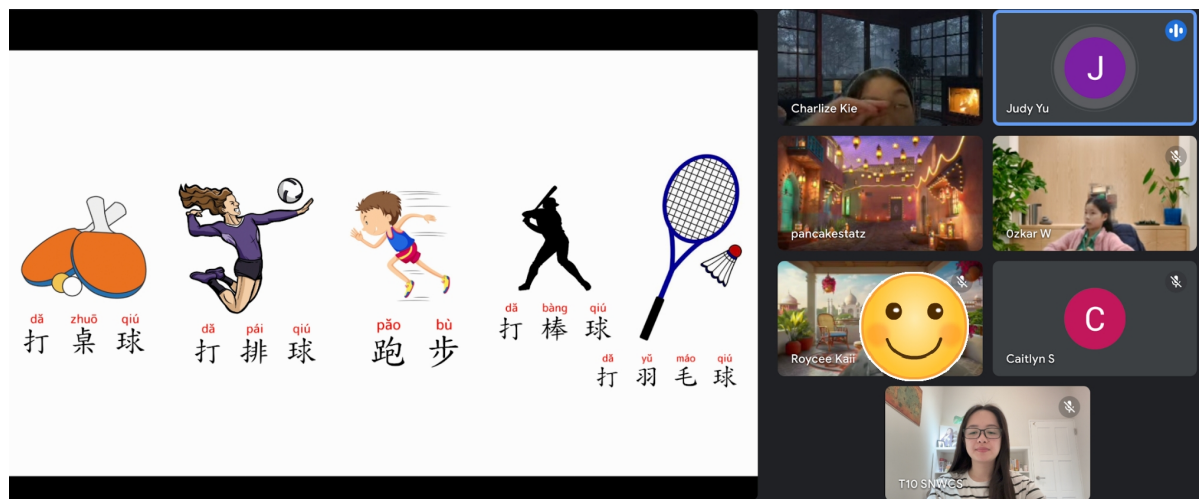 dǎ zhuō qiú
打 桌 球
dǎ pái qiú
打 排 球
pǎo bù
跑 步
dǎ bàng qiú
打 棒 球
dǎ yǔ máo qiú
打 羽 毛 球
Charlize Kie
J
Judy Yu
pancakestatz
Ozkar W
Roycee Kaii
C
Caitlyn S
T10 SNWCS